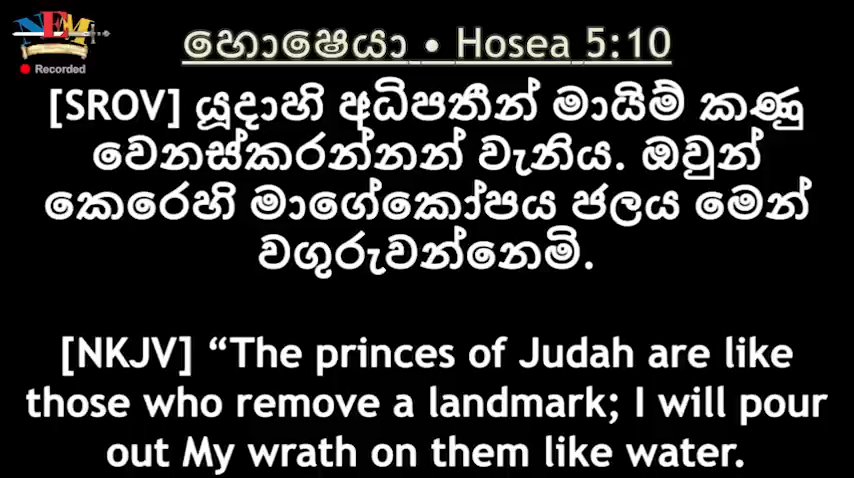 NEM
Recorded
හොෂෙයා • Hosea 5:10
[SROV] යූදාහි අධිපතීන් මායිම් කණු
වෙනස්කරන්නන් වැනිය. ඔවුන්
කෙරෙහි මාගේකෝපය ජලය මෙන්
වගුරුවන්නෙමි.
[NKJV] “The princes of Judah are like
those who remove a landmark; I will pour
out My wrath on them like water.